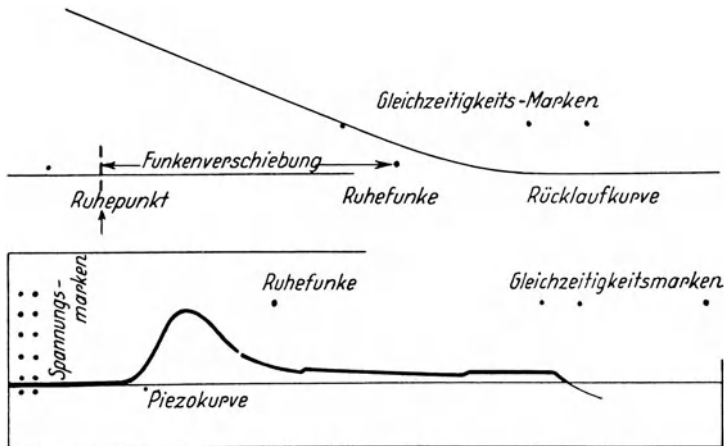 Gleichzeitigkeits-Marken
Funkenverschiebung
Ruhepunkt
Ruhefunke
Rücklaufkurve
Spannungs-
marken
Ruhefunke
Gleichzeitigkeitsmarken
Piezokurve